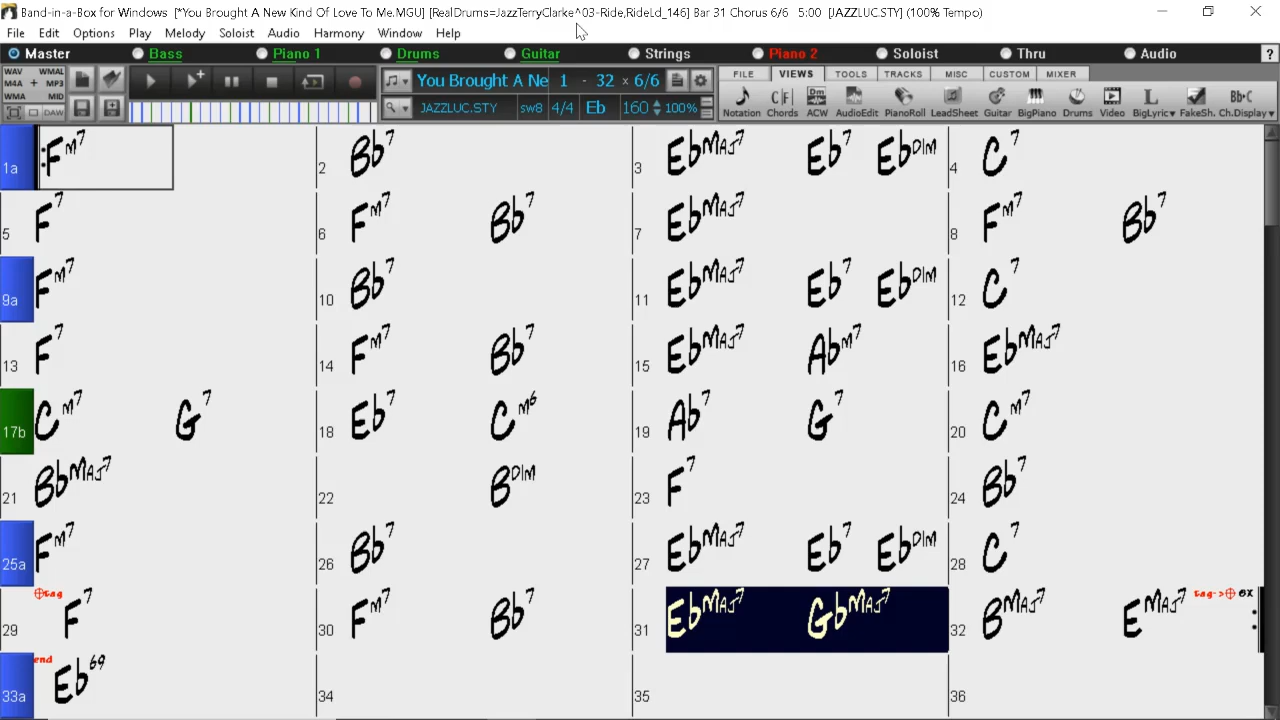 Band-in-a-Box for Windows [*You Brought A New Kind Of Love To Me.MGU] [RealDrums=JazzTerryClarke^03-Ride,RideLd_146] Bar 31 Chorus 6/6 5:00 [JAZZLUC.STY] (100% Tempo)
File Edit Options Play Melody Soloist Audio Harmony Window Help
Master Bass Piano 1 Drums Guitar Strings Piano 2 Soloist Thru Audio ?
WAV WMAL
M4A + MP3
WMA MID
DAW
You Brought A Ne 1 - 32 x 6/6
JAZZLUC.STY sw8 4/4 Eb 160 100%
FILE VIEWS TOOLS TRACKS MISC CUSTOM MIXER
Notation Chords ACW AudioEdit PianoRoll LeadSheet Guitar BigPiano Drums Video BigLyric FakeSh. Ch.Display
1a :Fm7 2 Bb7 3 EbMAJ7 Eb7 EbDIM 4 C7
5 F7 6 Fm7 Bb7 7 EbMAJ7 8 Fm7 Bb7
9a Fm7 10 Bb7 11 EbMAJ7 Eb7 EbDIM 12 C7
13 F7 14 Fm7 Bb7 15 EbMAJ7 Abm7 16 EbMAJ7
17b Cm7 G7 18 Eb7 Cm6 19 Ab7 G7 20 Cm7
21 BbMAJ7 22 BDIM 23 F7 24 Bb7
25a Fm7 26 Bb7 27 EbMAJ7 Eb7 EbDIM 28 C7
tag tag-> ex
29 F7 30 Fm7 Bb7 31 EbMAJ7 GbMAJ7 32 BMAJ7 EMAJ7 :
end
33a Eb69 34 35 36